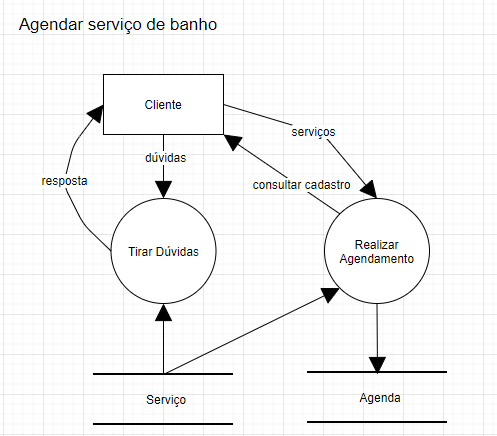 Agendar serviço de banho
Cliente
serviços
dúvidas
resposta
consultar cadastro
Tirar Dúvidas
Realizar
Agendamento
Serviço
Agenda